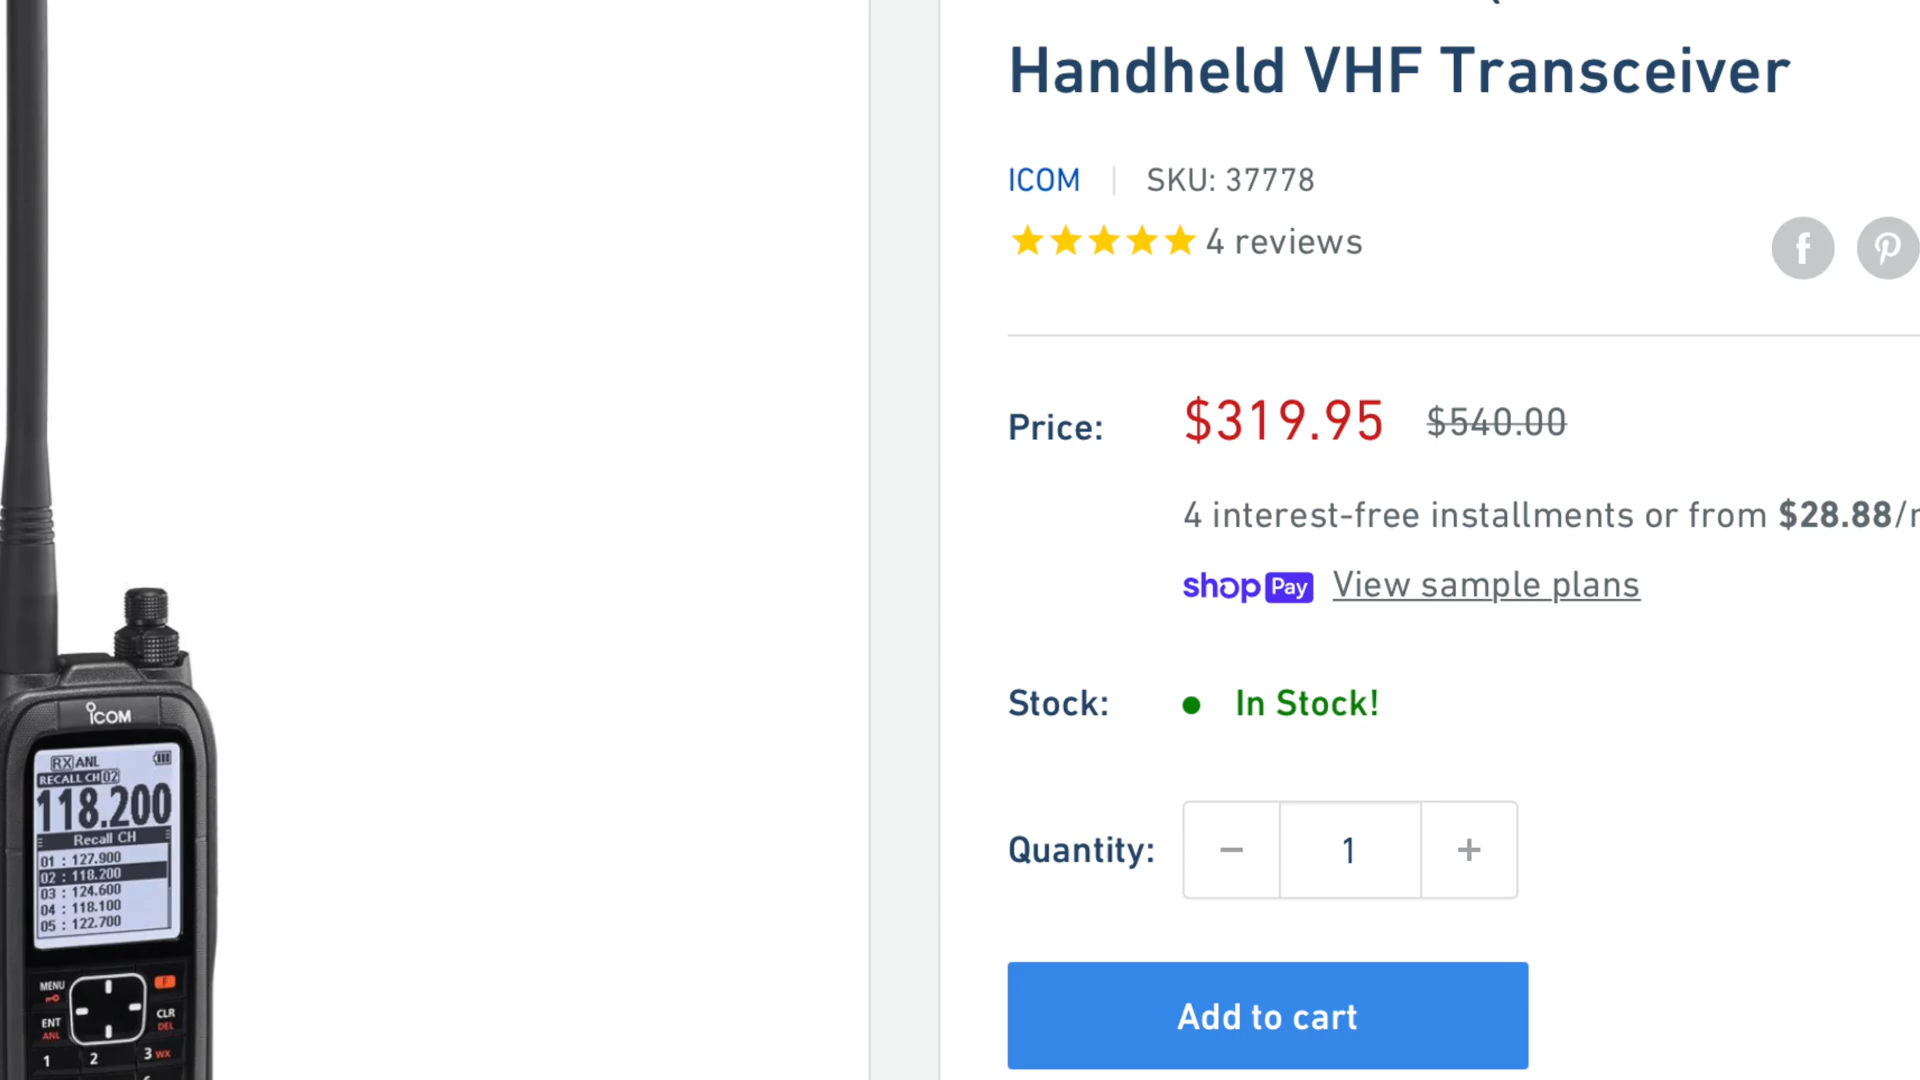 Handheld VHF Transceiver
ICOM
SKU: 37778
4 reviews
Price:
$319.95
$540.00
4 interest-free installments or from $28.88/
shop Pay
View sample plans
Stock:
In Stock!
Quantity:
1
Add to cart
ICOM
RX ANL
RECALL CH 02
118.200
Recall CH
01 : 127.900
02 : 118.200
03 : 124.600
04 : 118.100
05 : 122.700
MENU
F
ENT
CLR
ANL
DEL
1
2
3 WX